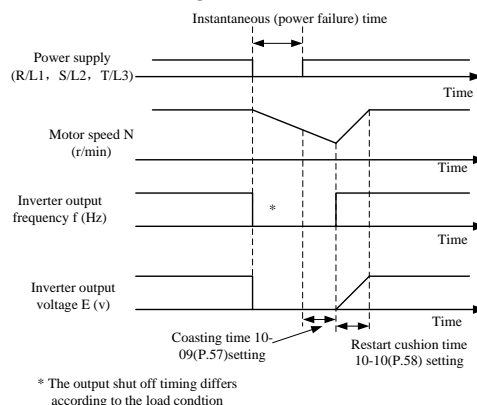 Instantaneous (power failure) time
Power supply
(R/L1, S/L2, T/L3)
Time
Motor speed N
(r/min)
Time
Inverter output
frequency f (Hz)
*
Time
Inverter output
voltage E (v)
Time
Coasting time 10-
09(P.57)setting
Restart cushion time
10-10(P.58) setting
* The output shut off timing differs
according to the load condtion